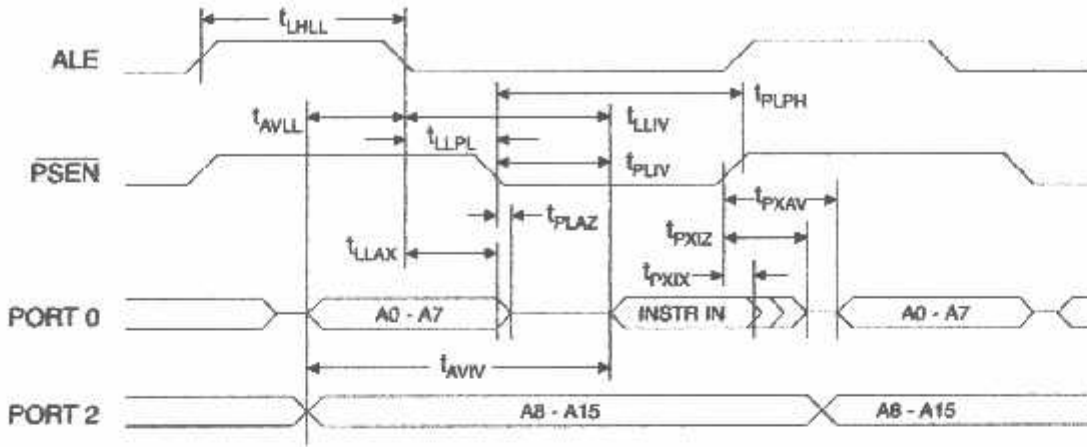 tLHLL
ALE
tPLPH
tAVLL
tLLIV
tLLPL
PSEN
tPLIV
tPXAV
tPLAZ
tPXIZ
tLLAX
tPXIX
PORT 0
A0 - A7
INSTR IN
A0 - A7
tAVIV
PORT 2
A8 - A15
A8 - A15